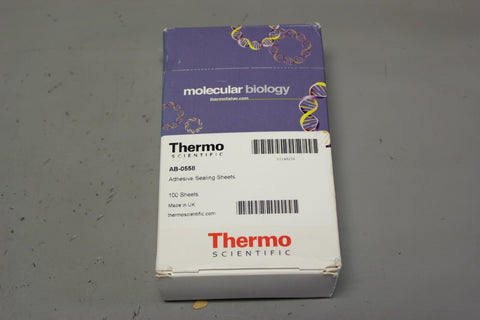 molecular biology
thermofisher.com
Thermo
SCIENTIFIC
AB-0558
Adhesive Sealing Sheets
100 Sheets
Made in UK
thermoscientific.com
Thermo
SCIENTIFIC